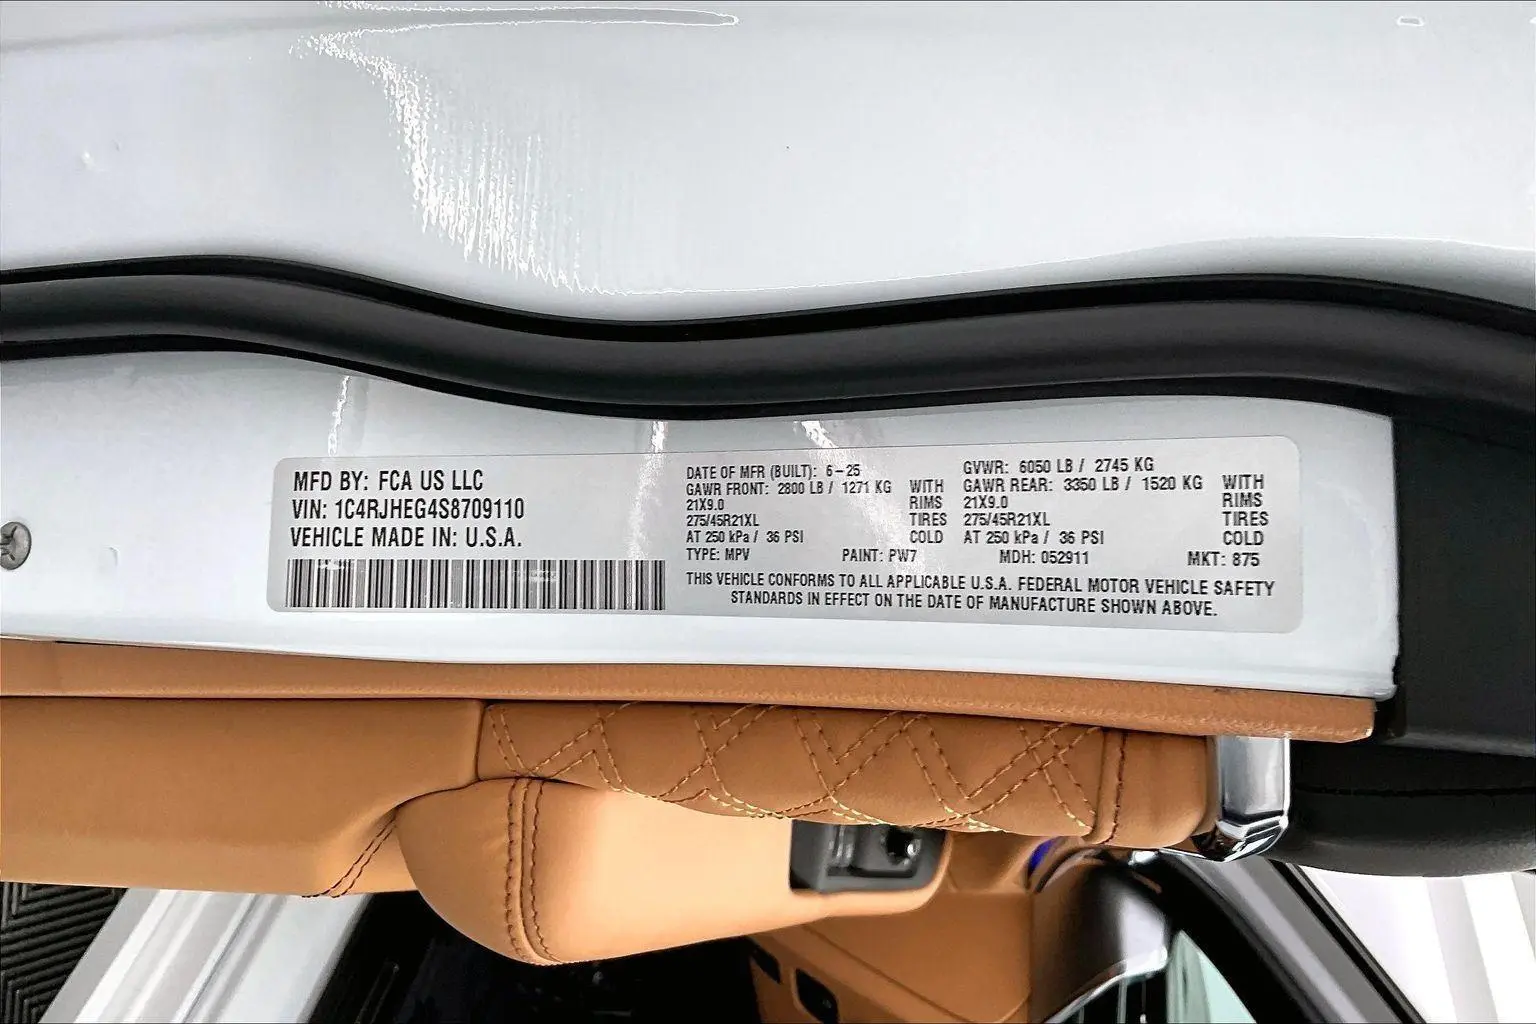 MFD BY: FCA US LLC
VIN: 1C4RJHEG4S8709110
VEHICLE MADE IN: U.S.A.
DATE OF MFR (BUILT): 6-25
GAWR FRONT: 2800 LB / 1271 KG WITH
21X9.0 RIMS
275/45R21XL TIRES
AT 250 kPa / 36 PSI COLD
GVWR: 6050 LB / 2745 KG
GAWR REAR: 3350 LB / 1520 KG WITH
21X9.0 RIMS
275/45R21XL TIRES
AT 250 kPa / 36 PSI COLD
TYPE: MPV PAINT: PW7 MDH: 052911 MKT: 875
THIS VEHICLE CONFORMS TO ALL APPLICABLE U.S.A. FEDERAL MOTOR VEHICLE SAFETY
STANDARDS IN EFFECT ON THE DATE OF MANUFACTURE SHOWN ABOVE.